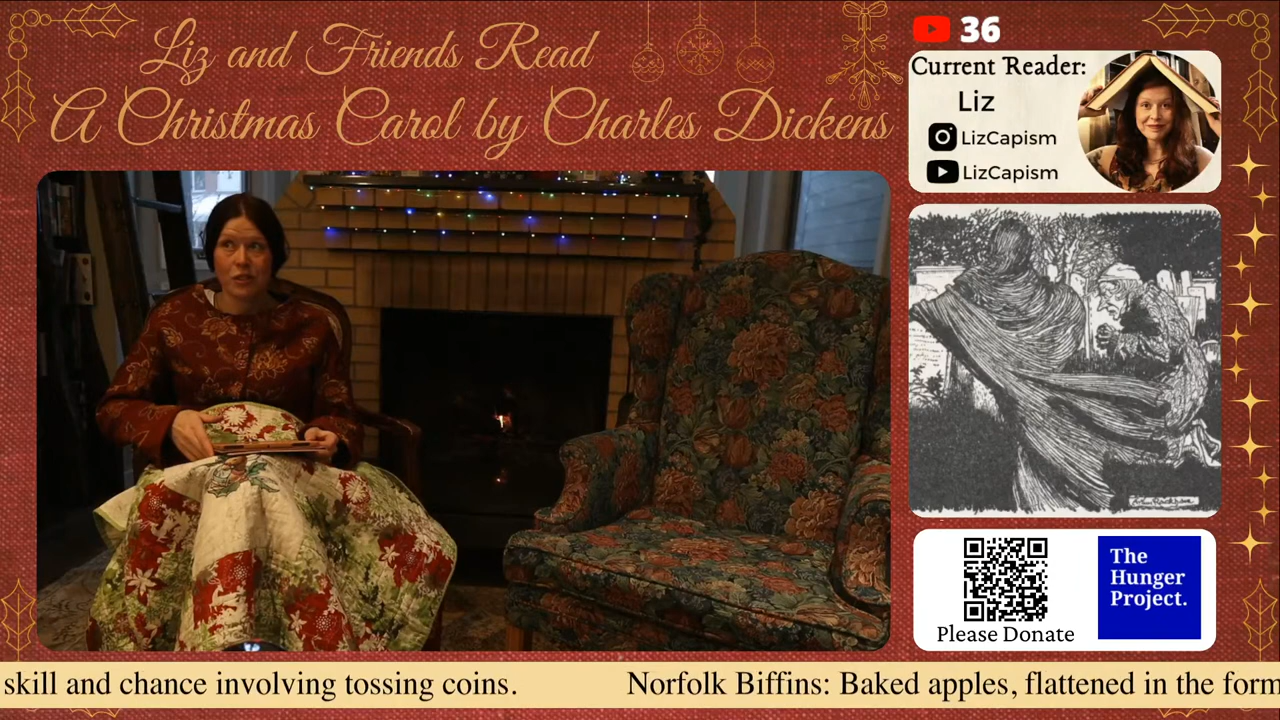 Liz and Friends Read
A Christmas Carol by Charles Dickens
36
Current Reader:
Liz
LizCapism
LizCapism
The
Hunger
Project.
Please Donate
skill and chance involving tossing coins.
Norfolk Biffins: Baked apples, flattened in the form